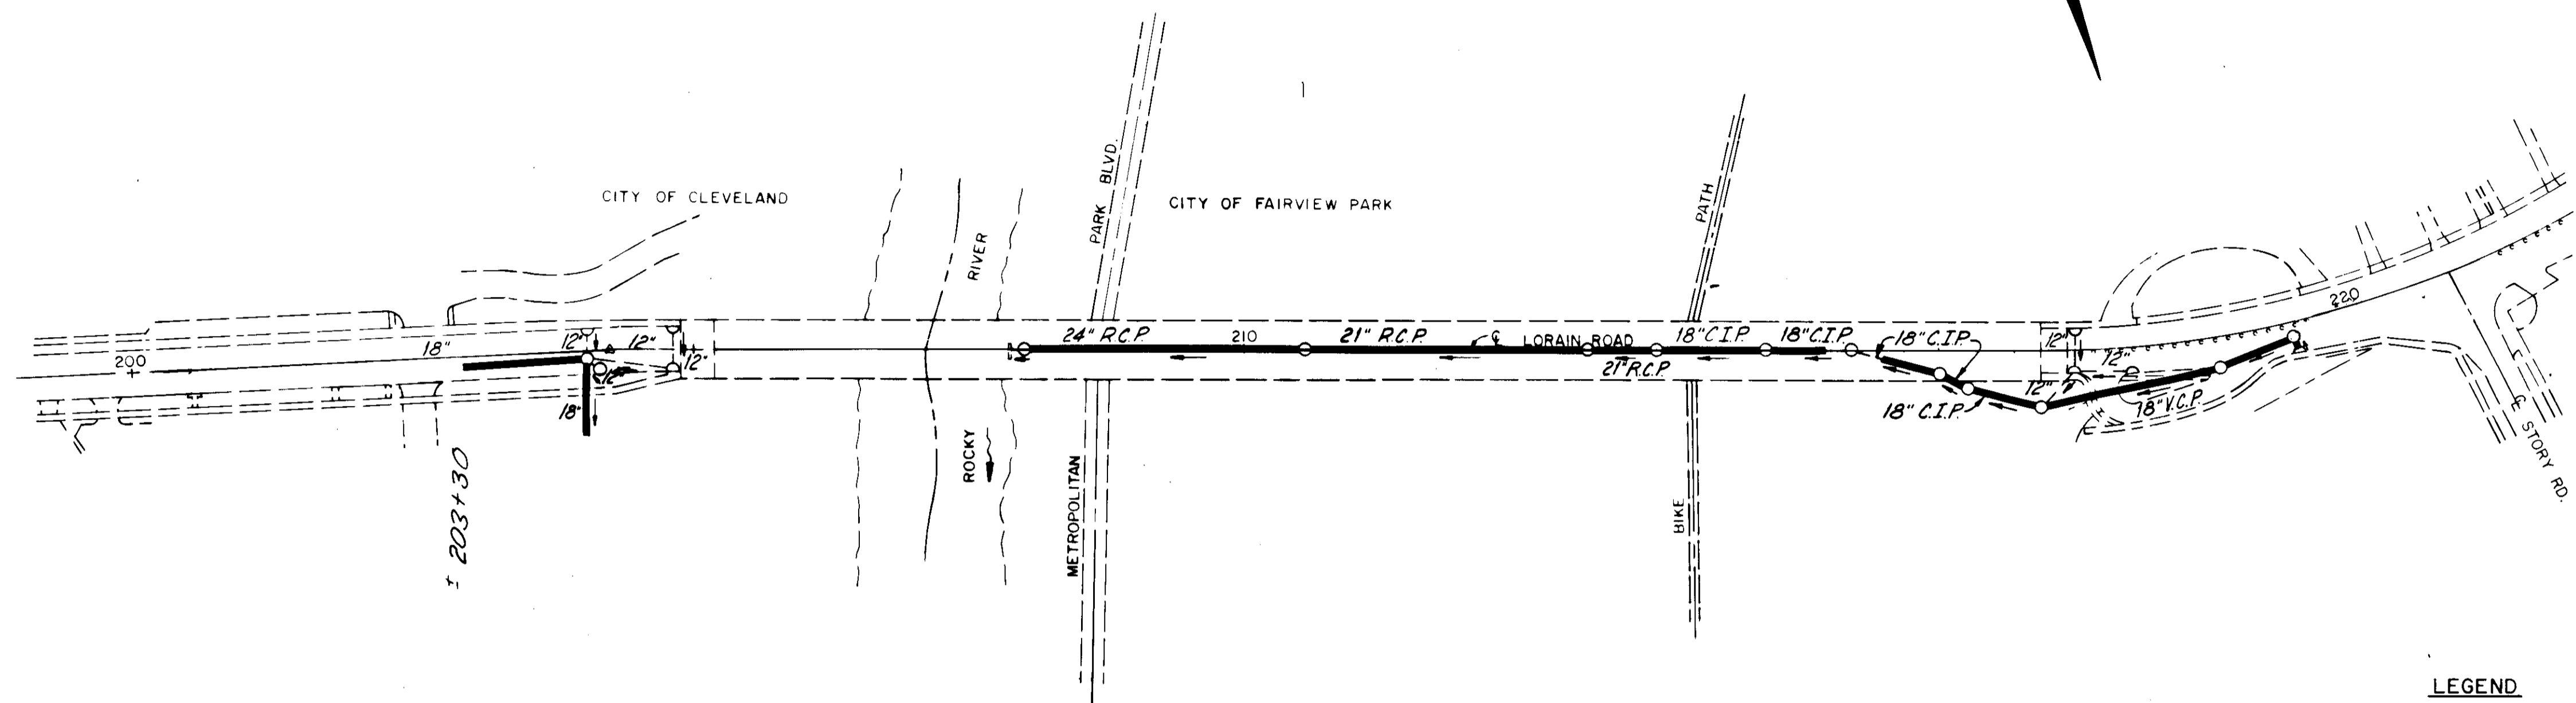 CITY OF CLEVELAND
CITY OF FAIRVIEW PARK
PARK BLVD.
PATH
RIVER
200
18"
12"
12"
12"
12"
18"
24" R.C.P.
210
21" R.C.P.
℄ LORAIN ROAD
18" C.I.P.
18" C.I.P.
18" C.I.P.
21" R.C.P.
18" C.I.P.
12"
12"
12"
18" V.C.P.
220
℄ STORY RD.
± 203+30
ROCKY
METROPOLITAN
BIKE
LEGEND